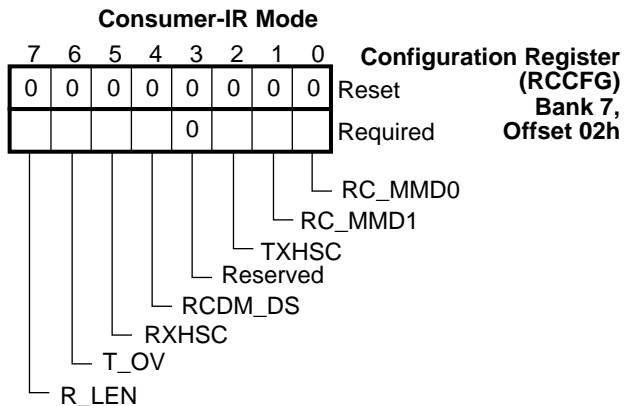 Consumer-IR Mode
7 6 5 4 3 2 1 0
Configuration Register
(RCCFG)
Bank 7,
Offset 02h
0 0 0 0 0 0 0 0 Reset
0 Required
RC_MMD0
RC_MMD1
TXHSC
Reserved
RCDM_DS
RXHSC
T_OV
R_LEN